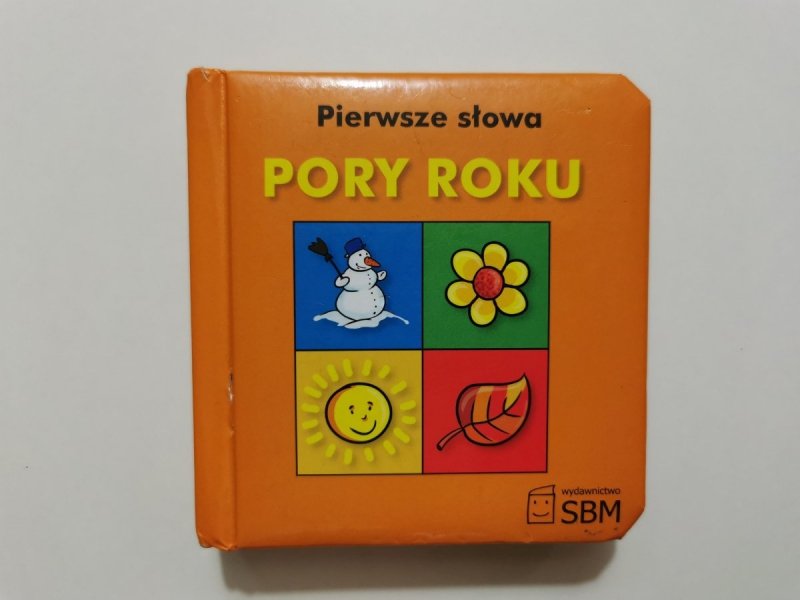 Pierwsze słowa
PORY ROKU
wydawnictwo
SBM